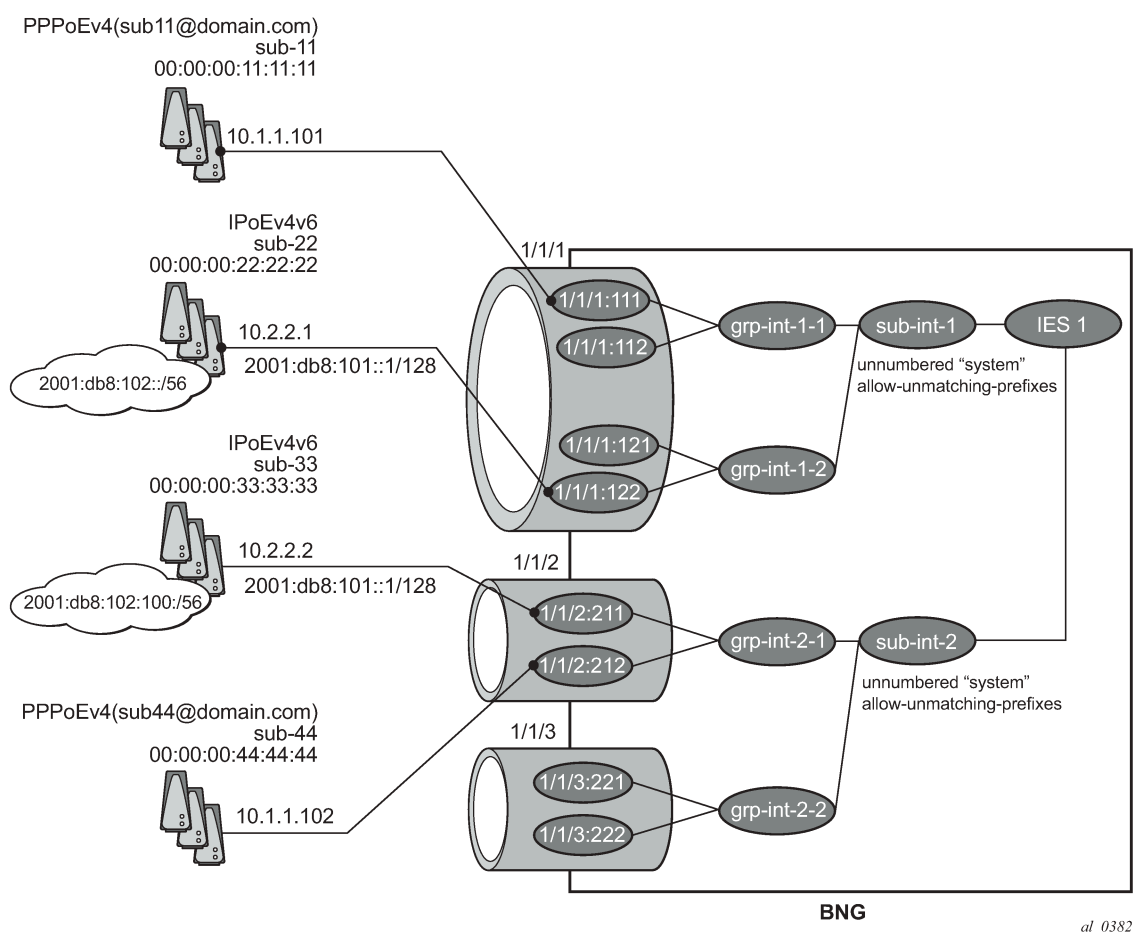 PPPoEv4(sub11@domain.com)
sub-11
00:00:00:11:11:11
10.1.1.101
IPoEv4v6
sub-22
00:00:00:22:22:22
10.2.2.1
2001:db8:101::1/128
2001:db8:102::/56
IPoEv4v6
sub-33
00:00:00:33:33:33
10.2.2.2
2001:db8:101::1/128
2001:db8:102:100:/56
PPPoEv4(sub44@domain.com)
sub-44
00:00:00:44:44:44
10.1.1.102
1/1/1
1/1/1:111
1/1/1:112
1/1/1:121
1/1/1:122
1/1/2
1/1/2:211
1/1/2:212
1/1/3
1/1/3:221
1/1/3:222
grp-int-1-1
grp-int-1-2
grp-int-2-1
grp-int-2-2
sub-int-1
unnumbered “system”
allow-unmatching-prefixes
IES 1
sub-int-2
unnumbered “system”
allow-unmatching-prefixes
BNG
al_0382